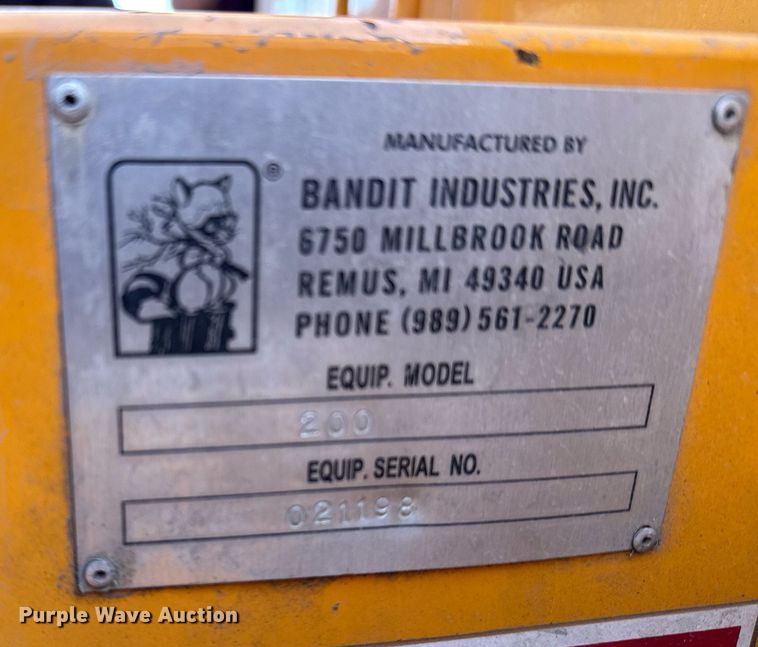 MANUFACTURED BY
®
BANDIT INDUSTRIES, INC.
6750 MILLBROOK ROAD
REMUS, MI 49340 USA
PHONE (989) 561-2270
EQUIP. MODEL
200
EQUIP. SERIAL NO.
021198
Purple Wave Auction